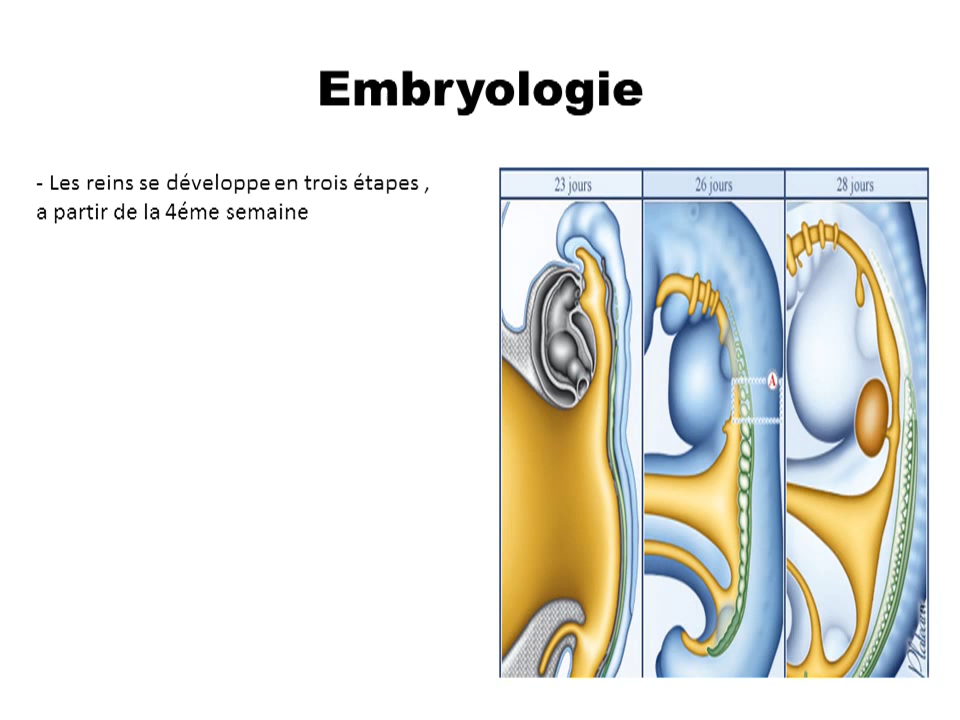 Embryologie
- Les reins se développe en trois étapes ,
a partir de la 4éme semaine
23 jours
26 jours
28 jours
A